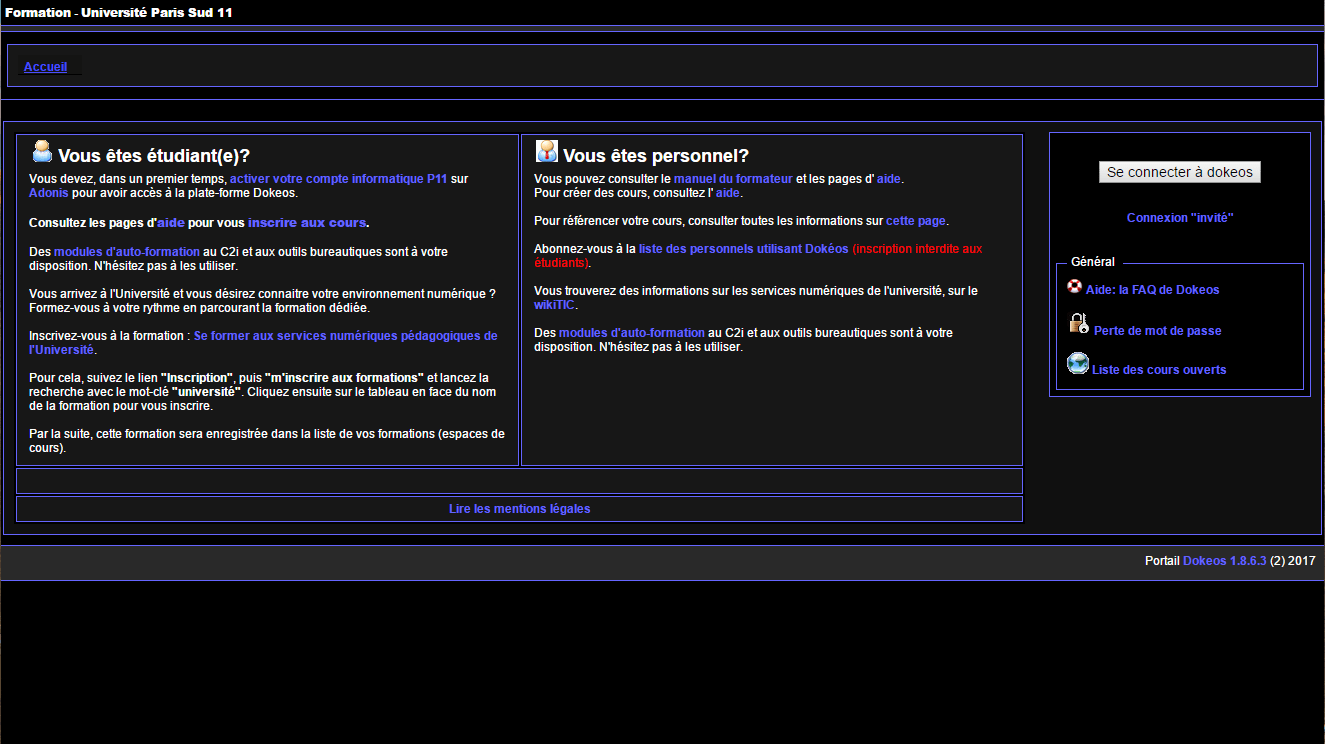 Formation - Université Paris Sud 11
Accueil
Vous êtes étudiant(e)?
Vous devez, dans un premier temps, activer votre compte informatique P11 sur
Adonis pour avoir accès à la plate-forme Dokeos.
Consultez les pages d'aide pour vous inscrire aux cours.
Des modules d'auto-formation au C2i et aux outils bureautiques sont à votre
disposition. N'hésitez pas à les utiliser.
Vous arrivez à l'Université et vous désirez connaitre votre environnement numérique ?
Formez-vous à votre rythme en parcourant la formation dédiée.
Inscrivez-vous à la formation : Se former aux services numériques pédagogiques de
l'Université.
Pour cela, suivez le lien "Inscription", puis "m'inscrire aux formations" et lancez la
recherche avec le mot-clé "université". Cliquez ensuite sur le tableau en face du nom
de la formation pour vous inscrire.
Par la suite, cette formation sera enregistrée dans la liste de vos formations (espaces de
cours).
Vous êtes personnel?
Vous pouvez consulter le manuel du formateur et les pages d' aide.
Pour créer des cours, consultez l' aide.
Pour référencer votre cours, consulter toutes les informations sur cette page.
Abonnez-vous à la liste des personnels utilisant Dokéos (inscription interdite aux
étudiants).
Vous trouverez des informations sur les services numériques de l'université, sur le
wikiTIC.
Des modules d'auto-formation au C2i et aux outils bureautiques sont à votre
disposition. N'hésitez pas à les utiliser.
Lire les mentions légales
Se connecter à dokeos
Connexion "invité"
Général
Aide: la FAQ de Dokeos
Perte de mot de passe
Liste des cours ouverts
Portail Dokeos 1.8.6.3 (2) 2017